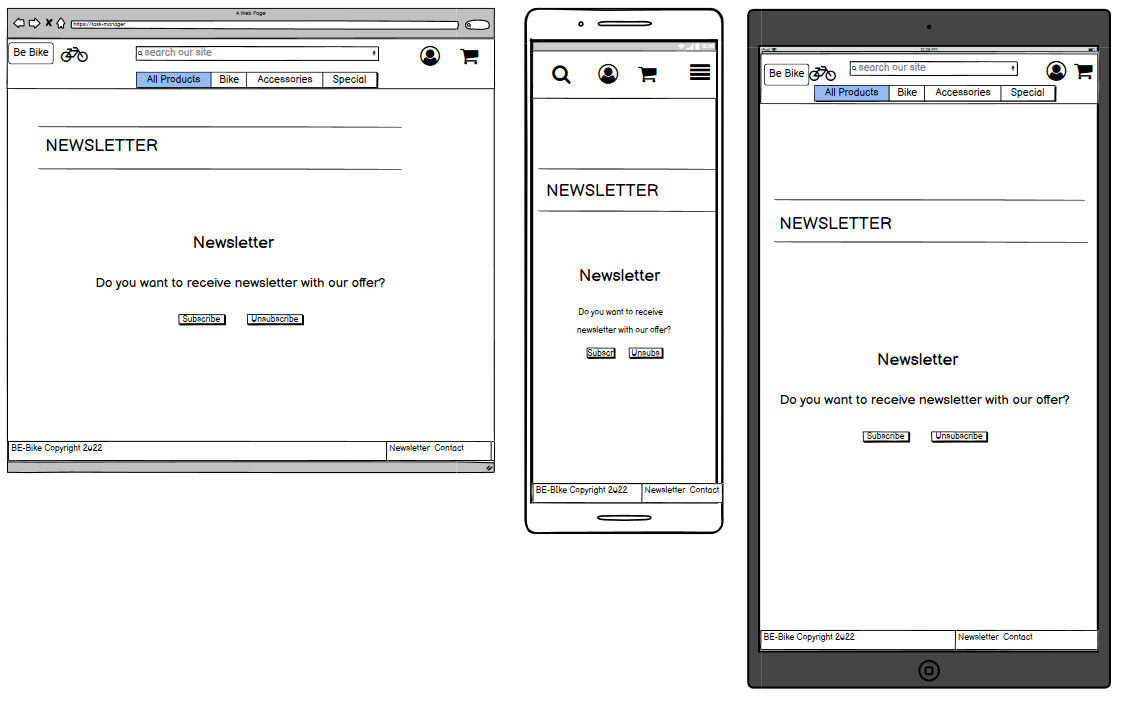 A Web Page
https://task-manager
Be Bike
search our site
All Products Bike Accessories Special
NEWSLETTER
Newsletter
Do you want to receive newsletter with our offer?
Subscribe Unsubscribe
BE-Bike Copyright 2022
Newsletter Contact
NEWSLETTER
Newsletter
Do you want to receive
newsletter with our offer?
Subscr Unsubs
BE-Bike Copyright 2022
Newsletter Contact
Be Bike
search our site
All Products Bike Accessories Special
NEWSLETTER
Newsletter
Do you want to receive newsletter with our offer?
Subscribe Unsubscribe
BE-Bike Copyright 2022
Newsletter Contact